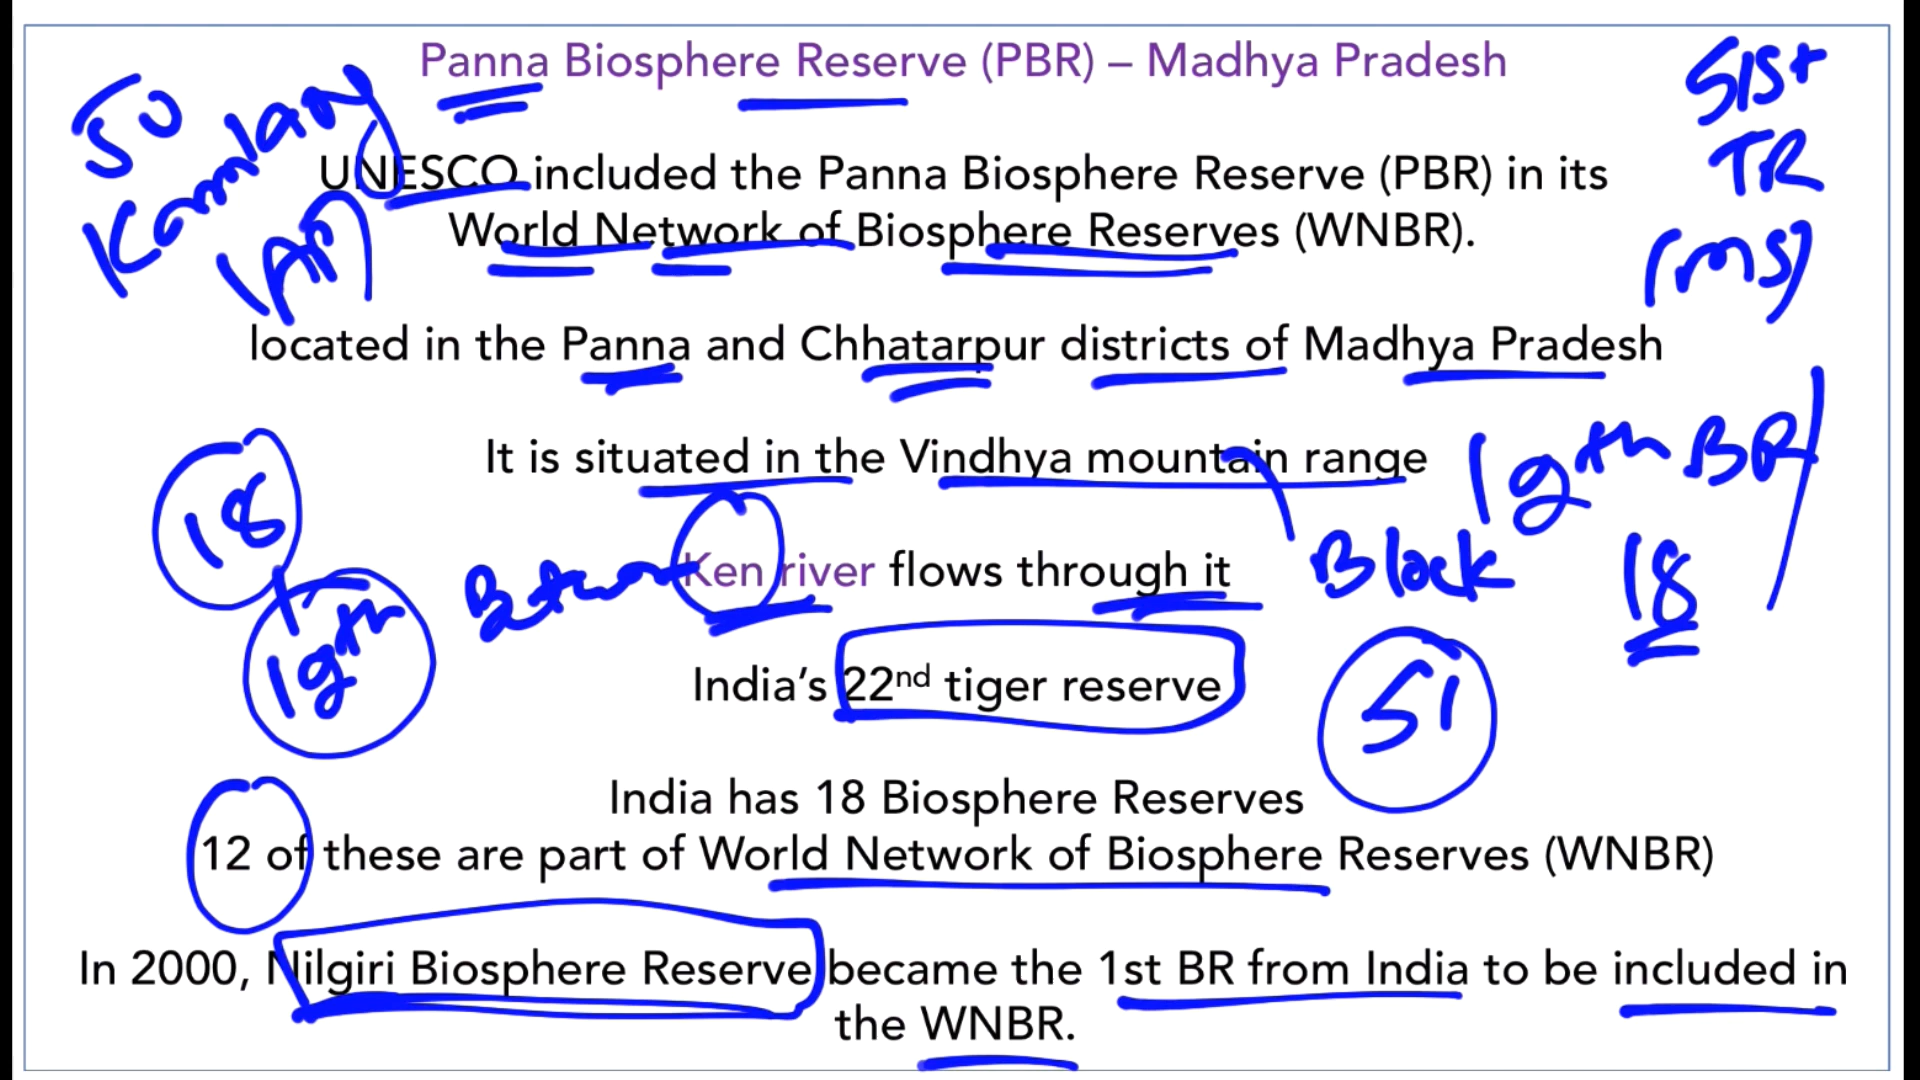 Panna Biosphere Reserve (PBR) – Madhya Pradesh
50
Kamlang
(AP)
51st
TR
(MS)
UNESCO included the Panna Biosphere Reserve (PBR) in its
World Network of Biosphere Reserves (WNBR).
located in the Panna and Chhatarpur districts of Madhya Pradesh
It is situated in the Vindhya mountain range
18
19th BR
Block
18
Ken river flows through it
19th
India’s 22nd tiger reserve
51
India has 18 Biosphere Reserves
12 of these are part of World Network of Biosphere Reserves (WNBR)
In 2000, Nilgiri Biosphere Reserve became the 1st BR from India to be included in
the WNBR.